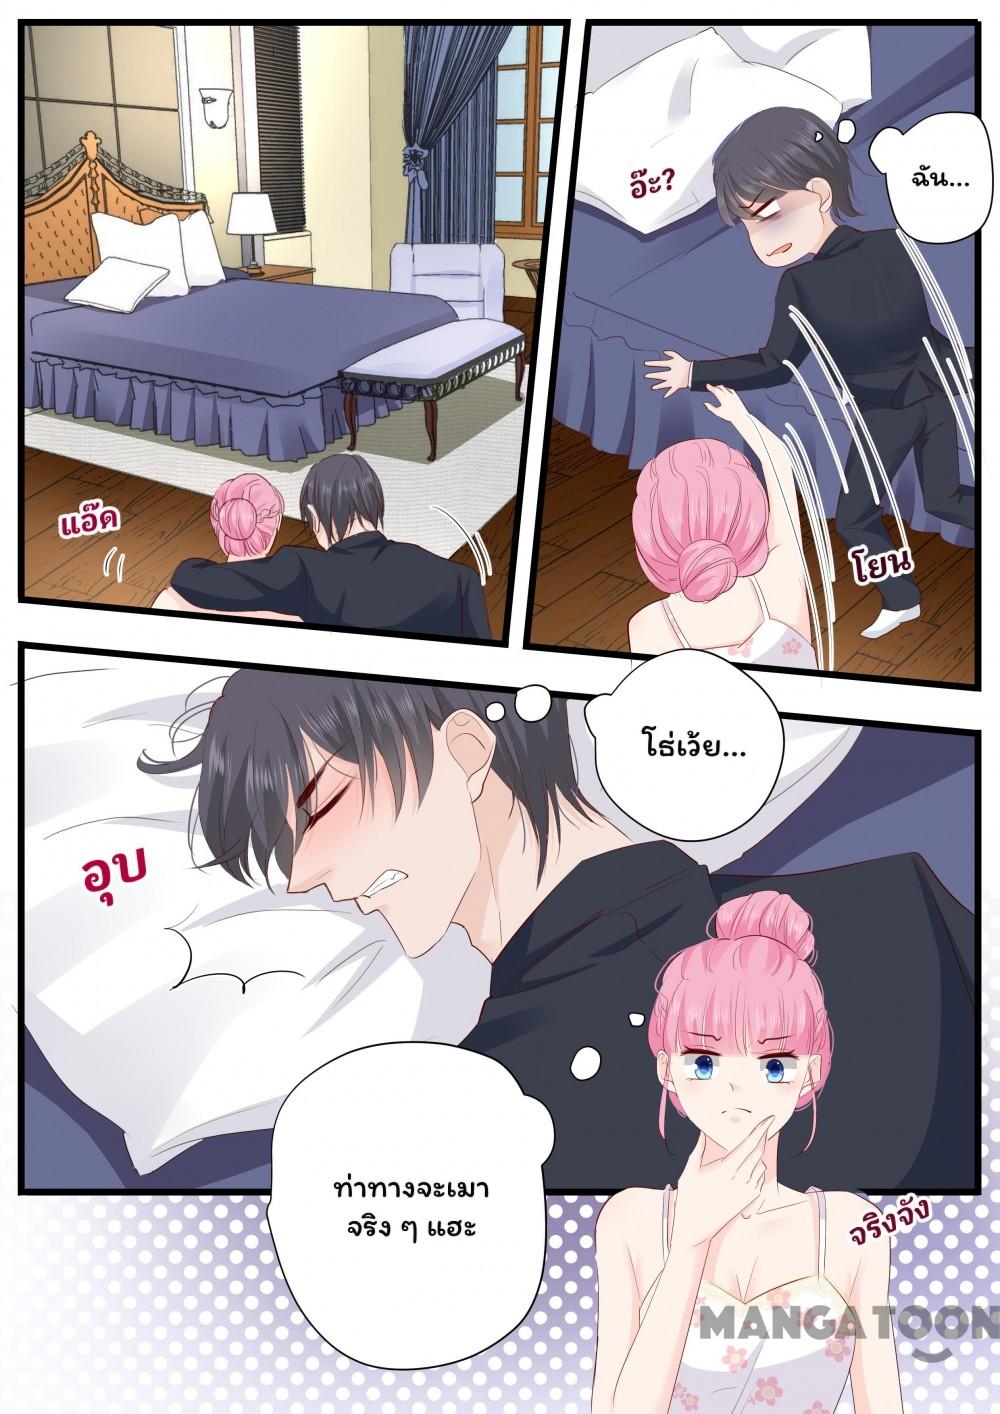 แอ๊ด
อ๊ะ?
ฉัน...
โยน
โธ่เว้ย...
อุบ
ท่าทางจะเมา
จริง ๆ แฮะ
จริงจัง
MANGATOON